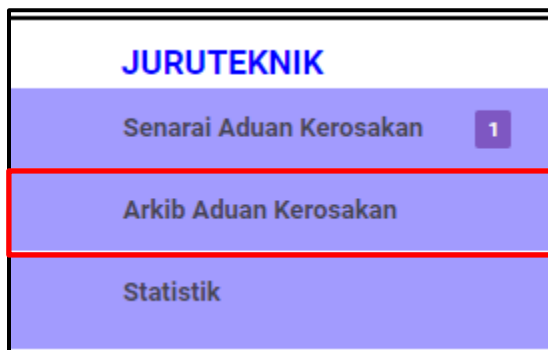 JURUTEKNIK
Senarai Aduan Kerosakan 1
Arkib Aduan Kerosakan
Statistik